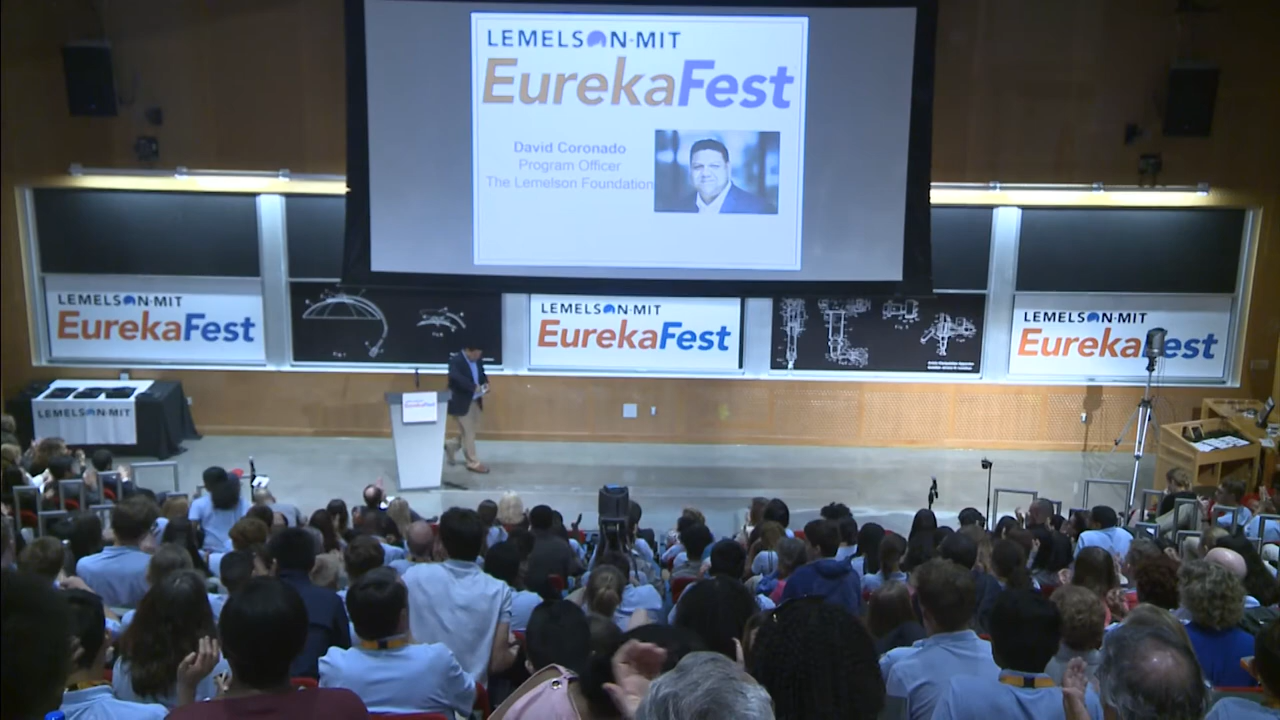 LEMELSON-MIT
EurekaFest
David Coronado
Program Officer
The Lemelson Foundation
LEMELSON-MIT
EurekaFest
LEMELSON-MIT
EurekaFest
LEMELSON-MIT
EurekaFest
LEMELSON-MIT
EurekaFest